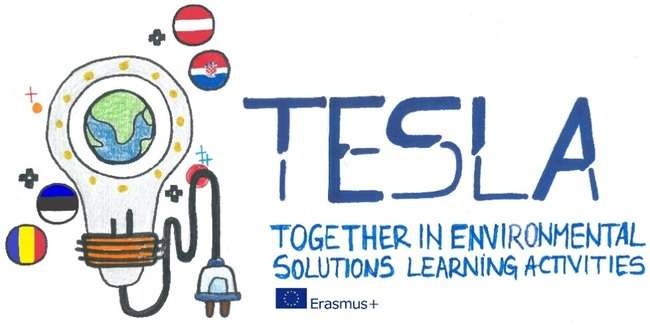 TESLA
TOGETHER IN ENVIRONMENTAL
SOLUTIONS LEARNING ACTIVITIES
Erasmus+